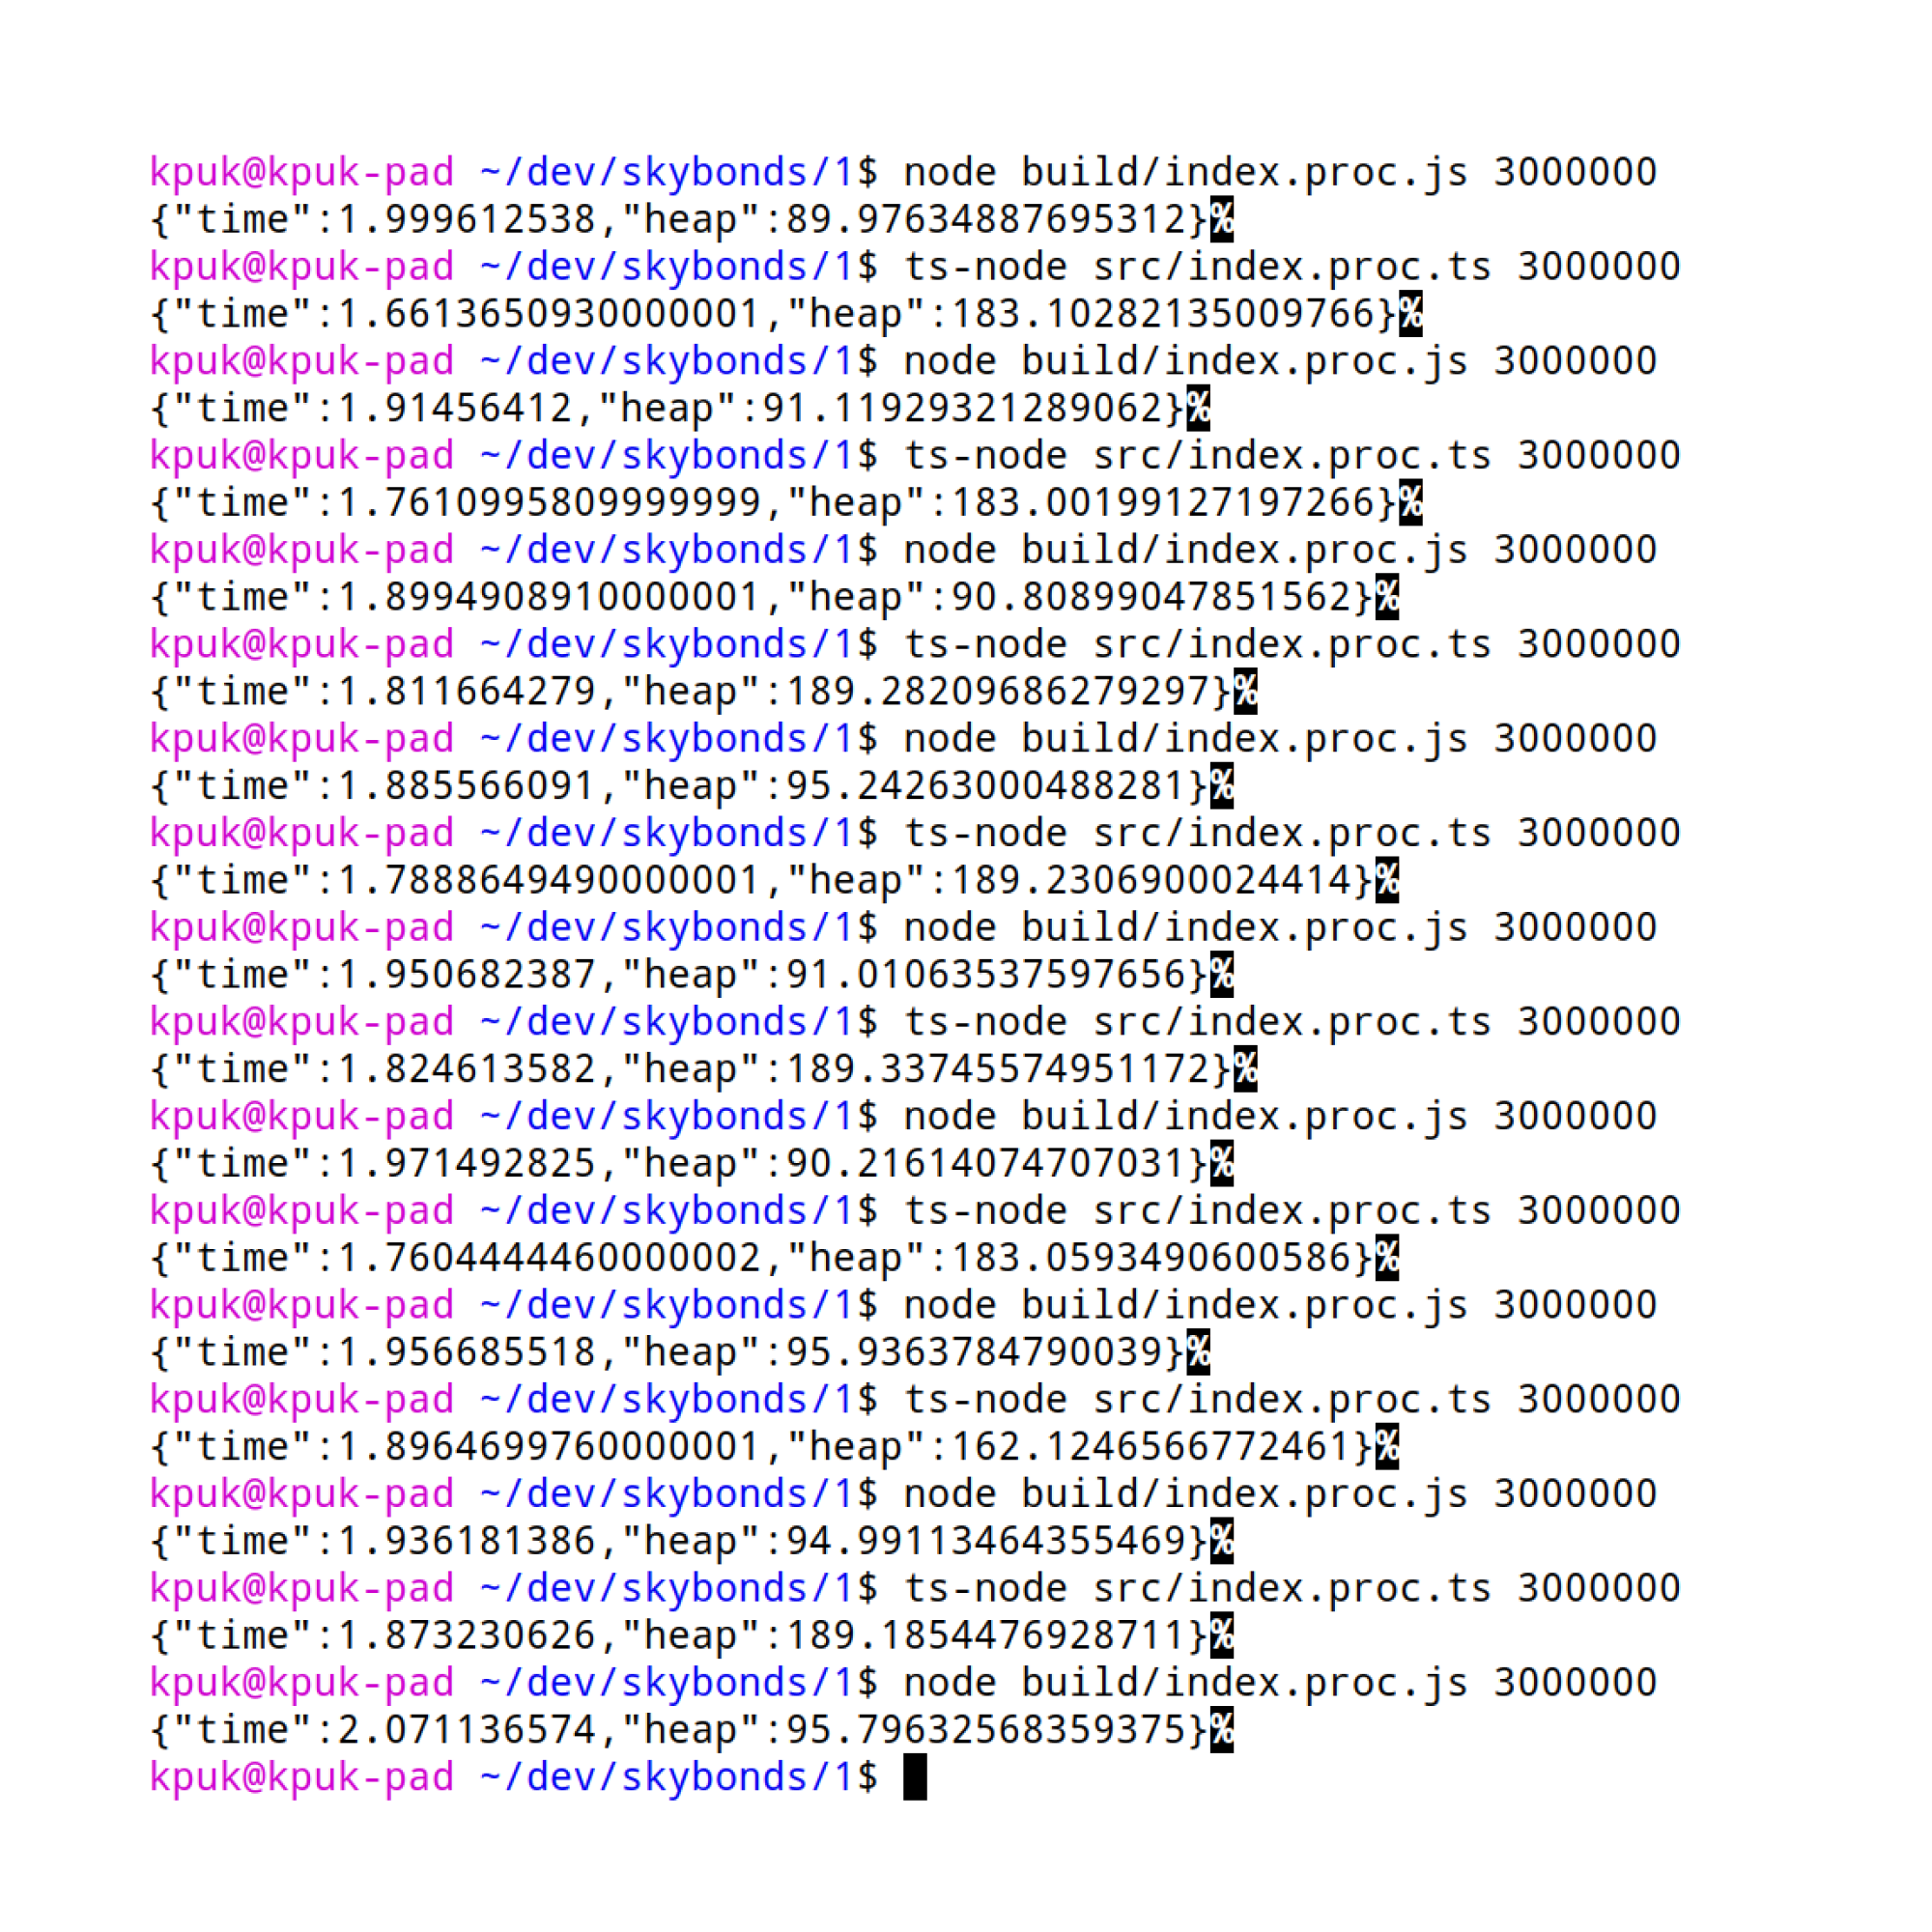 kpuk@kpuk-pad ~/dev/skybonds/1$ node build/index.proc.js 3000000
{"time":1.999612538,"heap":89.97634887695312}%
kpuk@kpuk-pad ~/dev/skybonds/1$ ts-node src/index.proc.ts 3000000
{"time":1.6613650930000001,"heap":183.10282135009766}%
kpuk@kpuk-pad ~/dev/skybonds/1$ node build/index.proc.js 3000000
{"time":1.91456412,"heap":91.11929321289062}%
kpuk@kpuk-pad ~/dev/skybonds/1$ ts-node src/index.proc.ts 3000000
{"time":1.7610995809999999,"heap":183.00199127197266}%
kpuk@kpuk-pad ~/dev/skybonds/1$ node build/index.proc.js 3000000
{"time":1.8994908910000001,"heap":90.80899047851562}%
kpuk@kpuk-pad ~/dev/skybonds/1$ ts-node src/index.proc.ts 3000000
{"time":1.811664279,"heap":189.28209686279297}%
kpuk@kpuk-pad ~/dev/skybonds/1$ node build/index.proc.js 3000000
{"time":1.885566091,"heap":95.24263000488281}%
kpuk@kpuk-pad ~/dev/skybonds/1$ ts-node src/index.proc.ts 3000000
{"time":1.7888649490000001,"heap":189.2306900024414}%
kpuk@kpuk-pad ~/dev/skybonds/1$ node build/index.proc.js 3000000
{"time":1.950682387,"heap":91.01063537597656}%
kpuk@kpuk-pad ~/dev/skybonds/1$ ts-node src/index.proc.ts 3000000
{"time":1.824613582,"heap":189.33745574951172}%
kpuk@kpuk-pad ~/dev/skybonds/1$ node build/index.proc.js 3000000
{"time":1.971492825,"heap":90.21614074707031}%
kpuk@kpuk-pad ~/dev/skybonds/1$ ts-node src/index.proc.ts 3000000
{"time":1.7604444460000002,"heap":183.0593490600586}%
kpuk@kpuk-pad ~/dev/skybonds/1$ node build/index.proc.js 3000000
{"time":1.956685518,"heap":95.9363784790039}%
kpuk@kpuk-pad ~/dev/skybonds/1$ ts-node src/index.proc.ts 3000000
{"time":1.8964699760000001,"heap":162.1246566772461}%
kpuk@kpuk-pad ~/dev/skybonds/1$ node build/index.proc.js 3000000
{"time":1.936181386,"heap":94.99113464355469}%
kpuk@kpuk-pad ~/dev/skybonds/1$ ts-node src/index.proc.ts 3000000
{"time":1.873230626,"heap":189.1854476928711}%
kpuk@kpuk-pad ~/dev/skybonds/1$ node build/index.proc.js 3000000
{"time":2.071136574,"heap":95.79632568359375}%
kpuk@kpuk-pad ~/dev/skybonds/1$